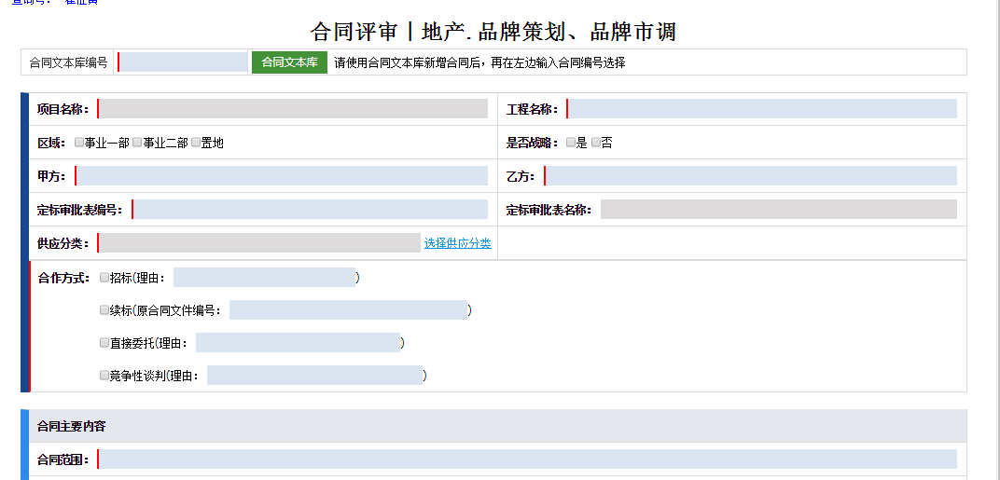 合同评审丨地产.品牌策划、品牌市调
合同文本库编号 合同文本库 请使用合同文本库新增合同后，再在左边输入合同编号选择
项目名称： 工程名称：
区域： 事业一部 事业二部 置地 是否战略： 是 否
甲方： 乙方：
定标审批表编号： 定标审批表名称：
供应分类： 选择供应分类
合作方式： 招标(理由： )
续标(原合同文件编号： )
直接委托(理由： )
竞争性谈判(理由： )
合同主要内容
合同范围：